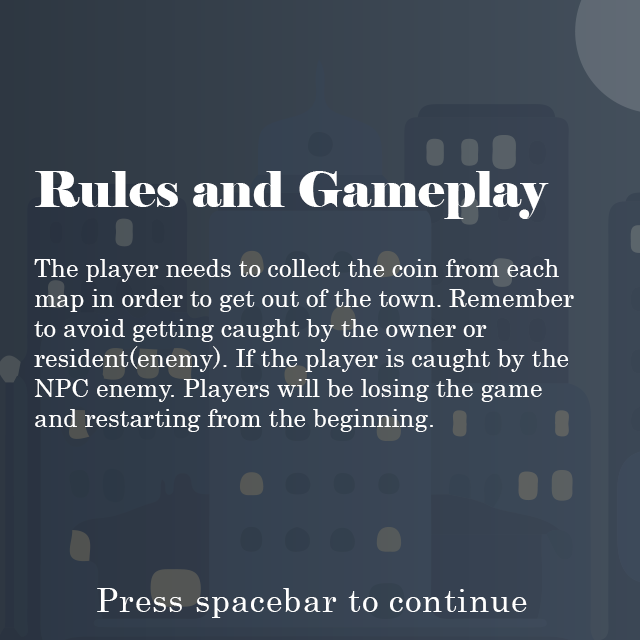 Rules and Gameplay
The player needs to collect the coin from each
map in order to get out of the town. Remember
to avoid getting caught by the owner or
resident(enemy). If the player is caught by the
NPC enemy. Players will be losing the game
and restarting from the beginning.
Press spacebar to continue